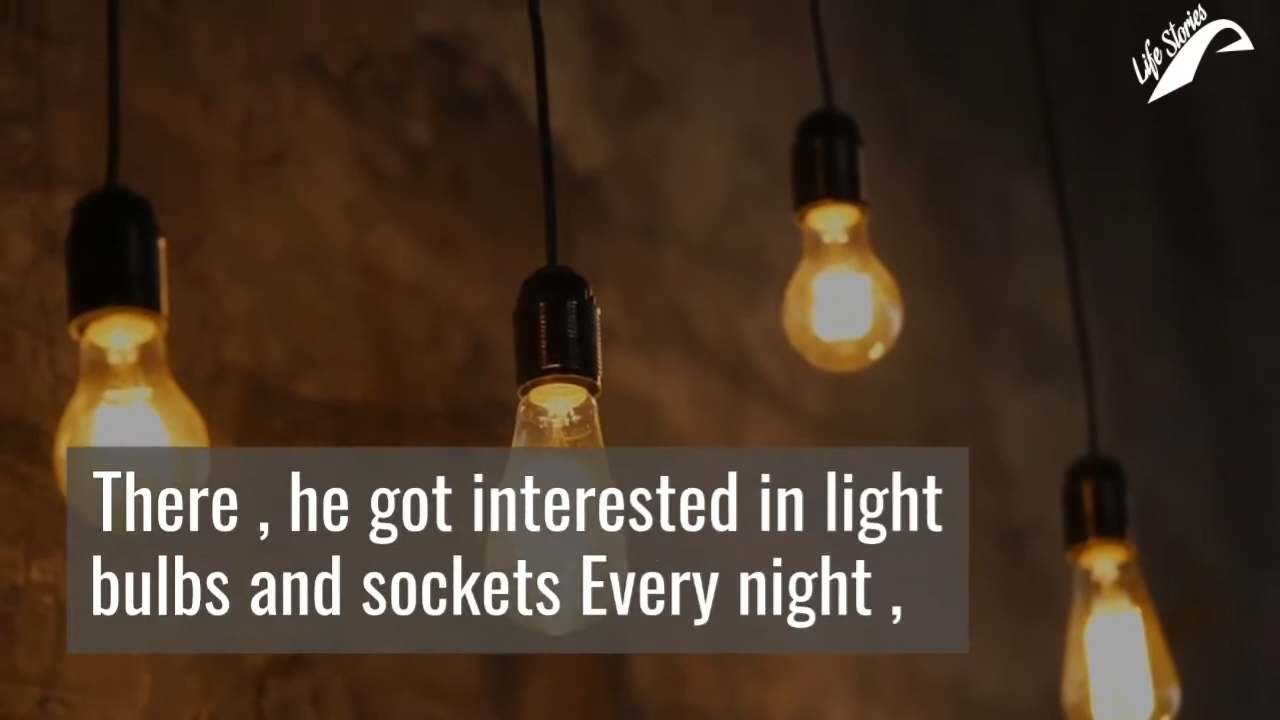 Life Stories
There , he got interested in light
bulbs and sockets Every night ,